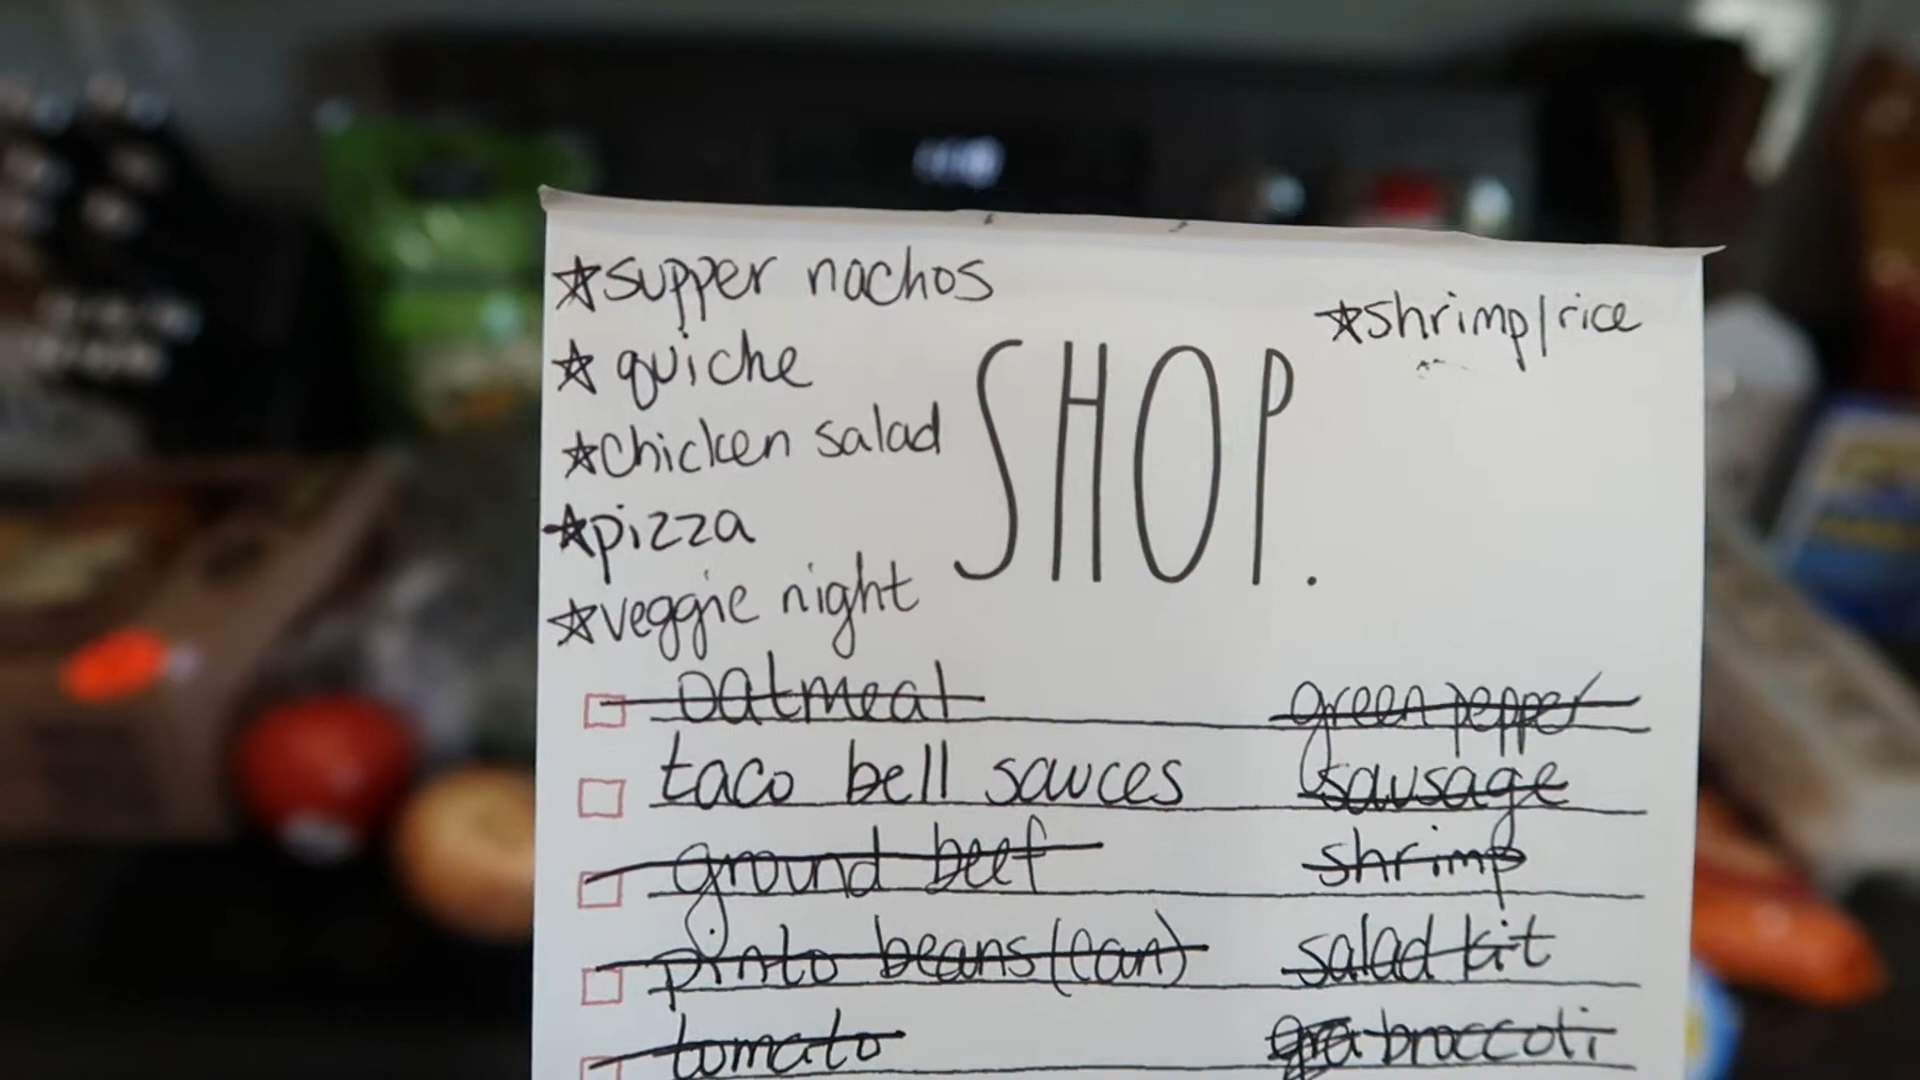 *supper nachos
*shrimp/rice
* quiche
*chicken salad
*pizza
*veggie night
SHOP.
oatmeal
green pepper
taco bell sauces
sausage
ground beef
shrimp
pinto beans (can)
salad kit
tomato
gra broccoli